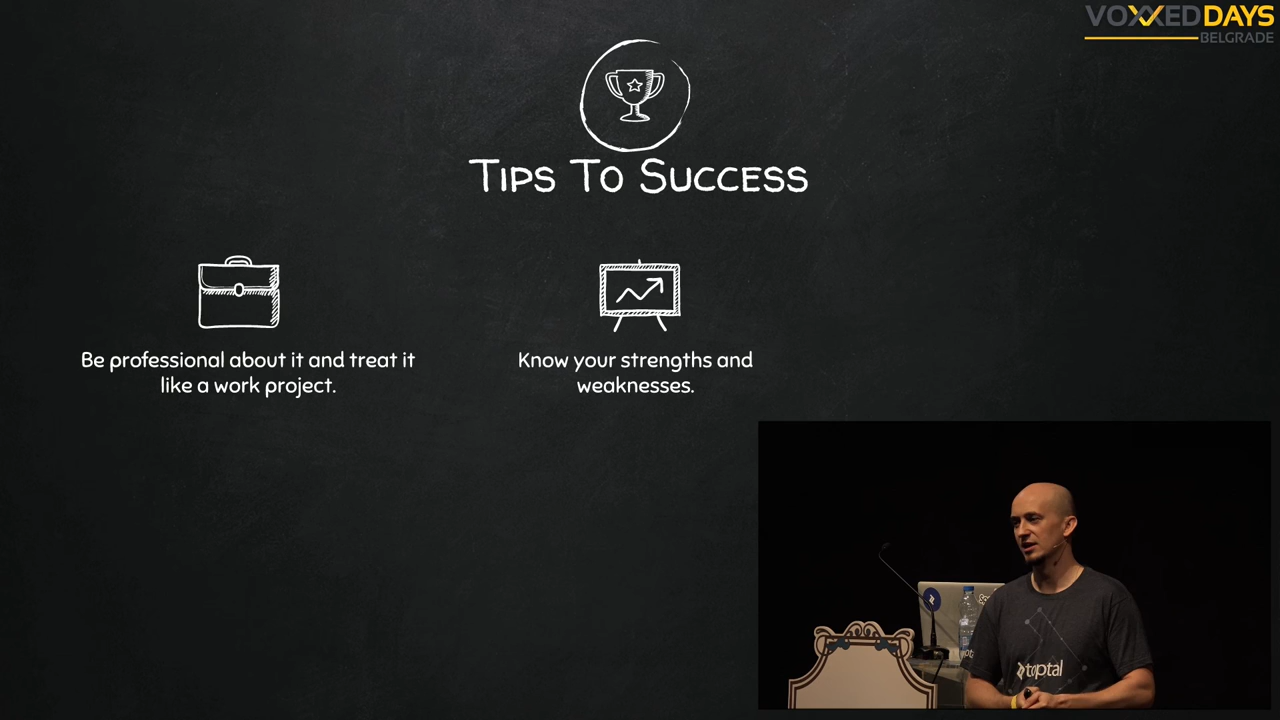 VOXXED DAYS
BELGRADE
Tips To Success
Be professional about it and treat it
like a work project.
Know your strengths and
weaknesses.
toptal